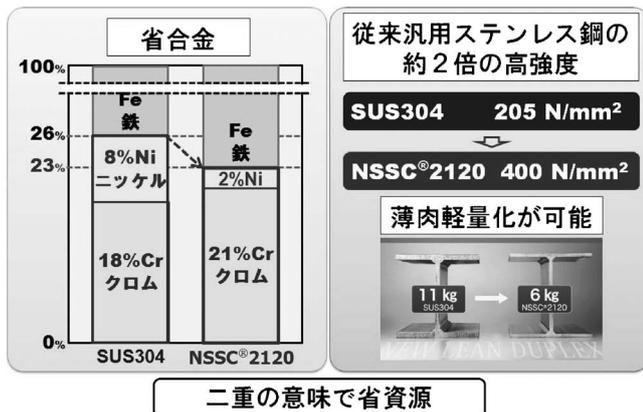 省合金
100%
Fe
鉄
26%
23%
8%Ni
ニッケル
18%Cr
クロム
Fe
鉄
2%Ni
21%Cr
クロム
0%
SUS304
NSSC®2120
従来汎用ステンレス鋼の
約2倍の高強度
SUS304 205 N/mm²
NSSC®2120 400 N/mm²
薄肉軽量化が可能
11 kg
SUS304
6 kg
NSSC®2120
NEW LEAN DUPLEX
二重の意味で省資源